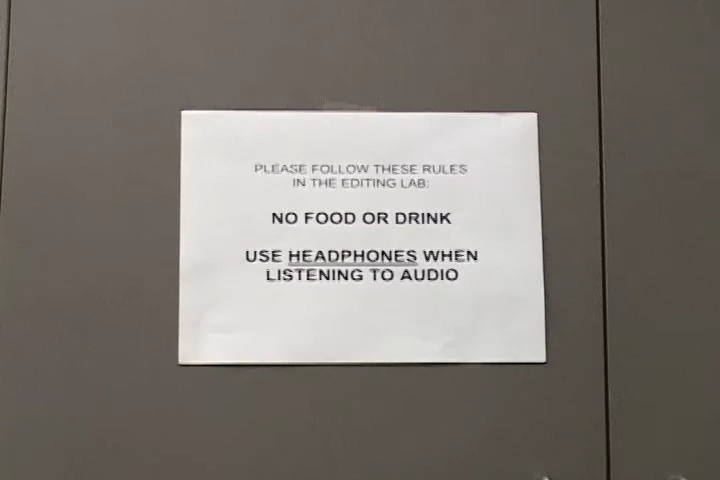 PLEASE FOLLOW THESE RULES
IN THE EDITING LAB:
NO FOOD OR DRINK
USE HEADPHONES WHEN
LISTENING TO AUDIO